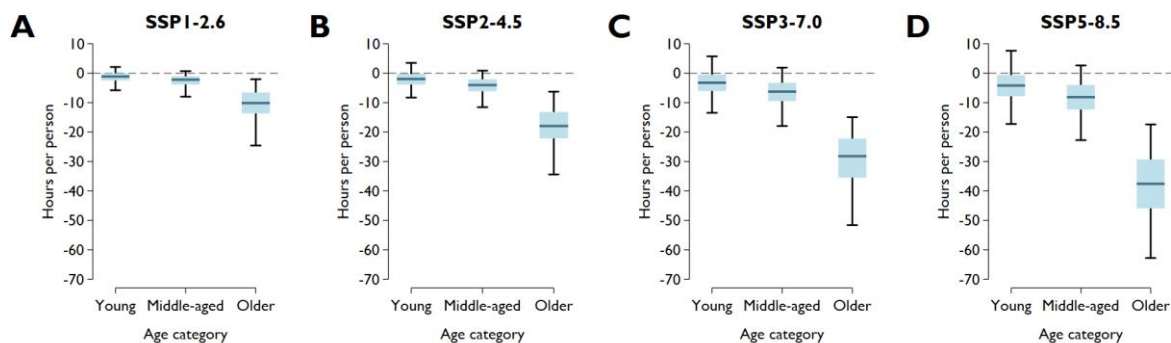 A
SSP1-2.6
Hours per person
10
0
-10
-20
-30
-40
-50
-60
-70
Young
Middle-aged
Older
Age category
B
SSP2-4.5
Hours per person
10
0
-10
-20
-30
-40
-50
-60
-70
Young
Middle-aged
Older
Age category
C
SSP3-7.0
Hours per person
10
0
-10
-20
-30
-40
-50
-60
-70
Young
Middle-aged
Older
Age category
D
SSP5-8.5
Hours per person
10
0
-10
-20
-30
-40
-50
-60
-70
Young
Middle-aged
Older
Age category